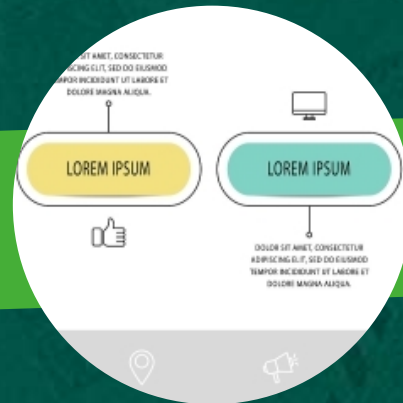 SIT AMET, CONSECTETUR
ADIPISCING ELIT, SED DO EIUSMOD
TEMPOR INCIDIDUNT UT LABORE ET
DOLORE MAGNA ALIQUA.
LOREM IPSUM
LOREM IPSUM
DOLOR SIT AMET, CONSECTETUR
ADIPISCING ELIT, SED DO EIUSMOD
TEMPOR INCIDIDUNT UT LABORE ET
DOLORE MAGNA ALIQUA.